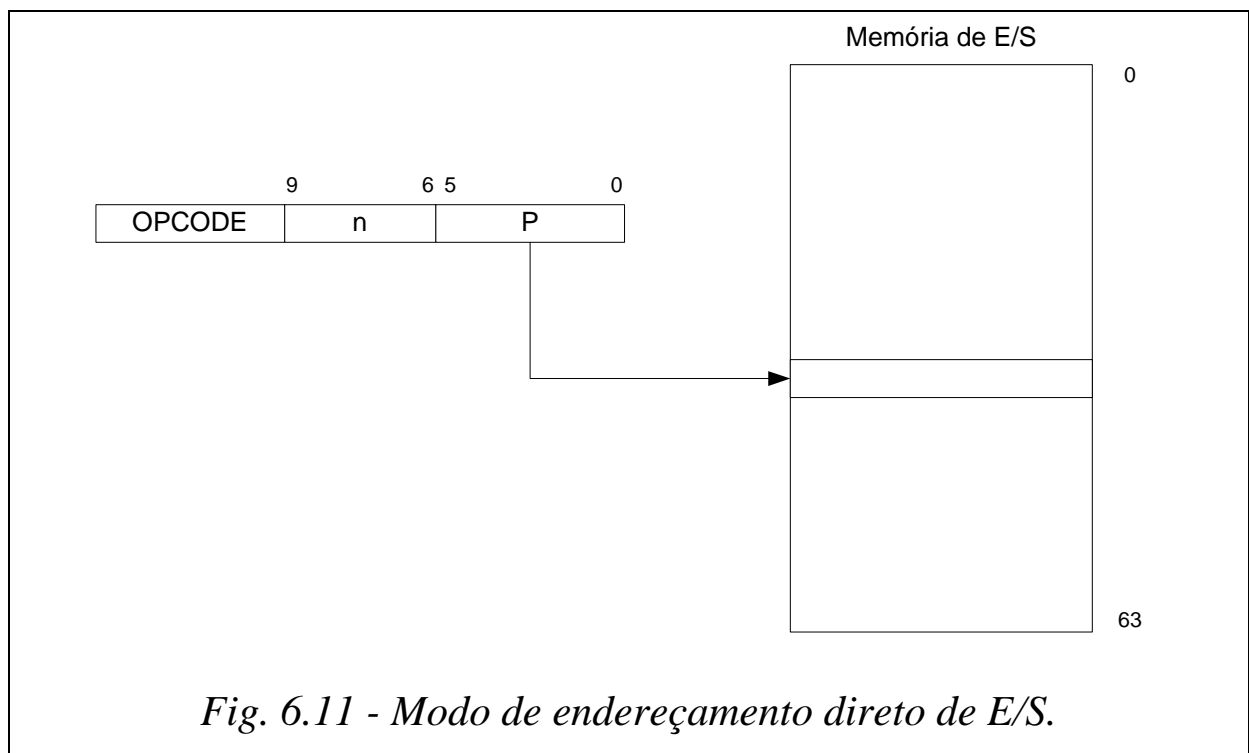 Memória de E/S
0
9 6 5 0
OPCODE n P
63
Fig. 6.11 - Modo de endereçamento direto de E/S.